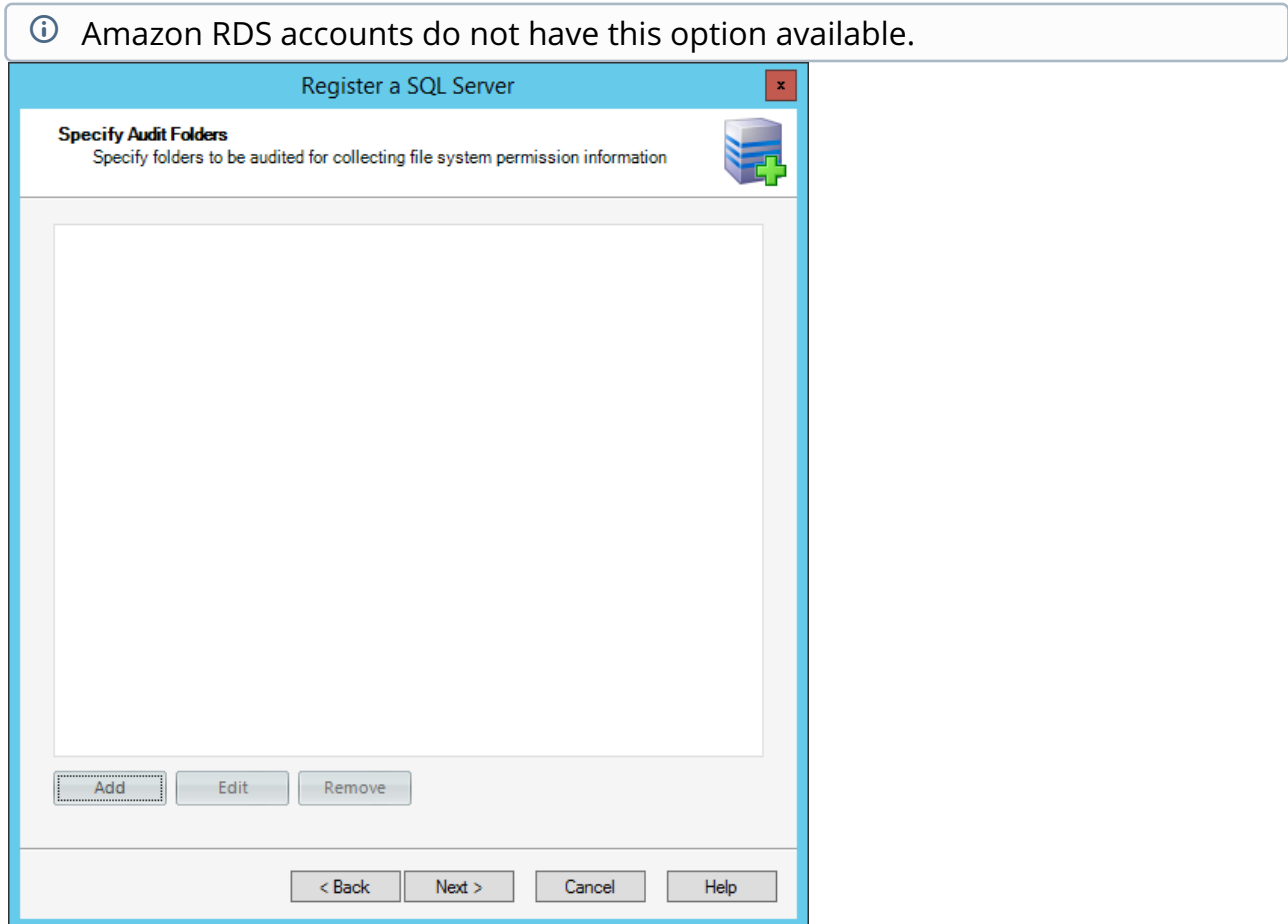 Amazon RDS accounts do not have this option available.
Register a SQL Server
x
Specify Audit Folders
Specify folders to be audited for collecting file system permission information
Add Edit Remove
< Back Next > Cancel Help